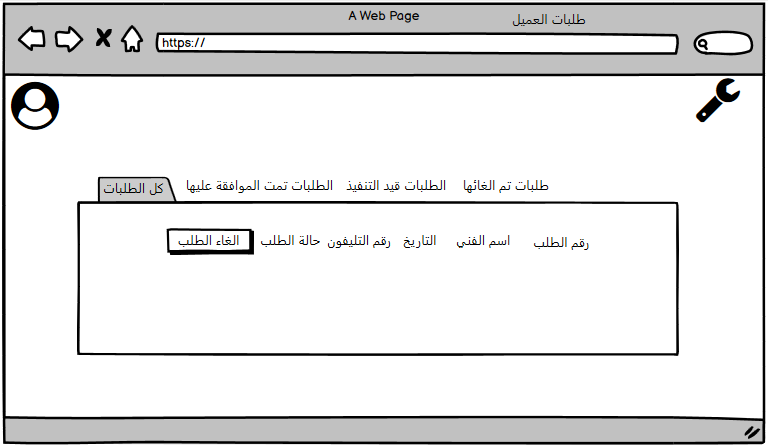 A Web Page
طلبات العميل
https://
طلبات تم الغائها الطلبات قيد التنفيذ الطلبات تمت الموافقة عليها كل الطلبات
رقم الطلب اسم الفني التاريخ رقم التليفون حالة الطلب الغاء الطلب